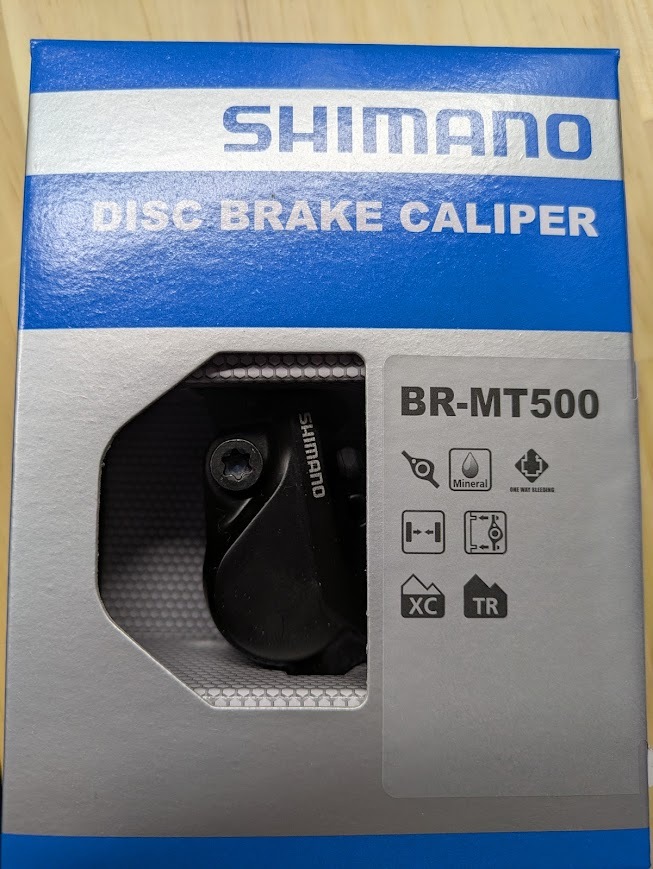 SHIMANO
DISC BRAKE CALIPER
SHIMANO
BR-MT500
Mineral
ONE WAY BLEEDING
XC
TR